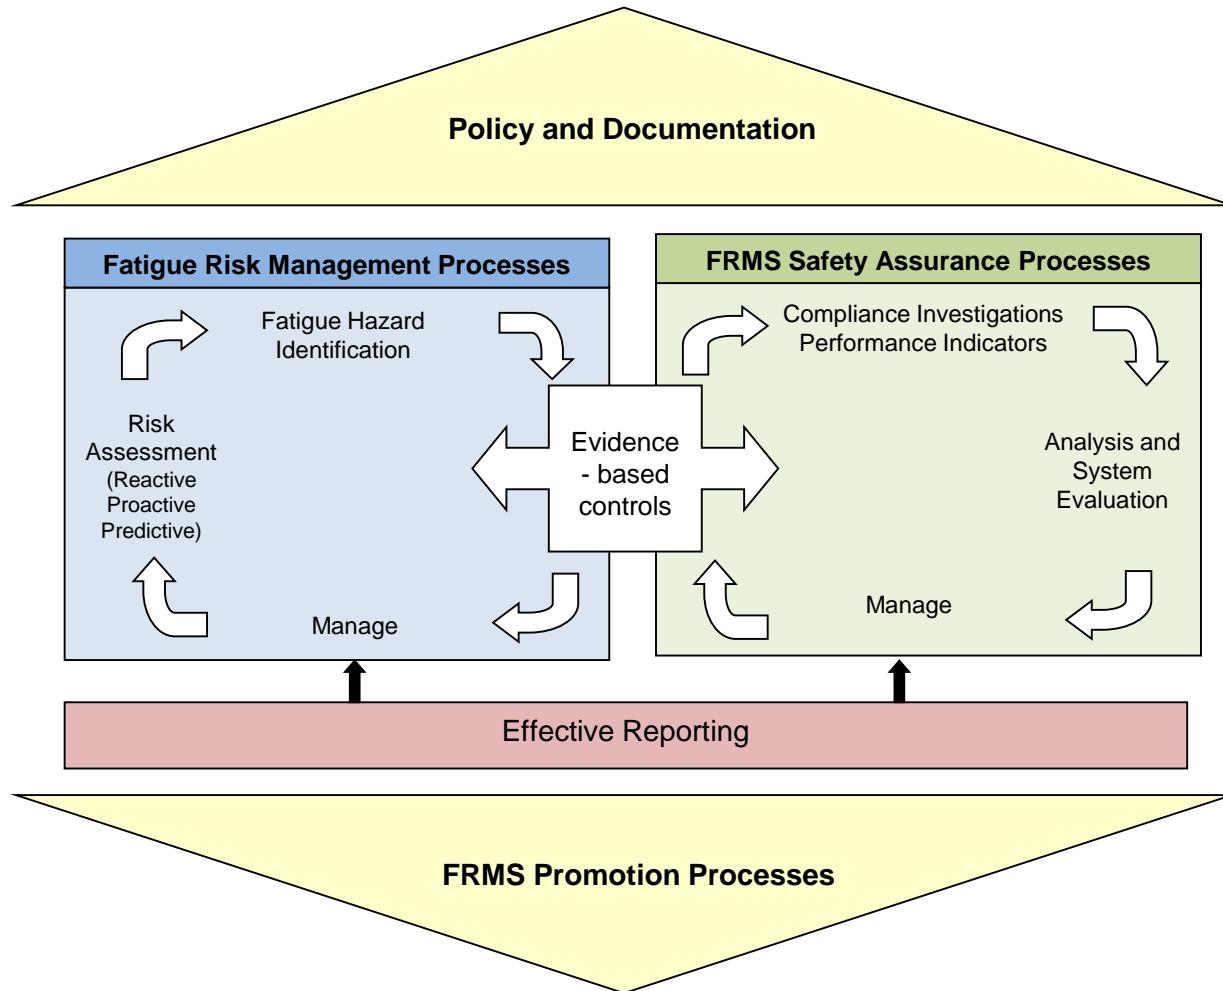 Policy and Documentation
Fatigue Risk Management Processes
Fatigue Hazard
Identification
Risk
Assessment
(Reactive
Proactive
Predictive)
Manage
Evidence
- based
controls
FRMS Safety Assurance Processes
Compliance Investigations
Performance Indicators
Analysis and
System
Evaluation
Manage
Effective Reporting
FRMS Promotion Processes